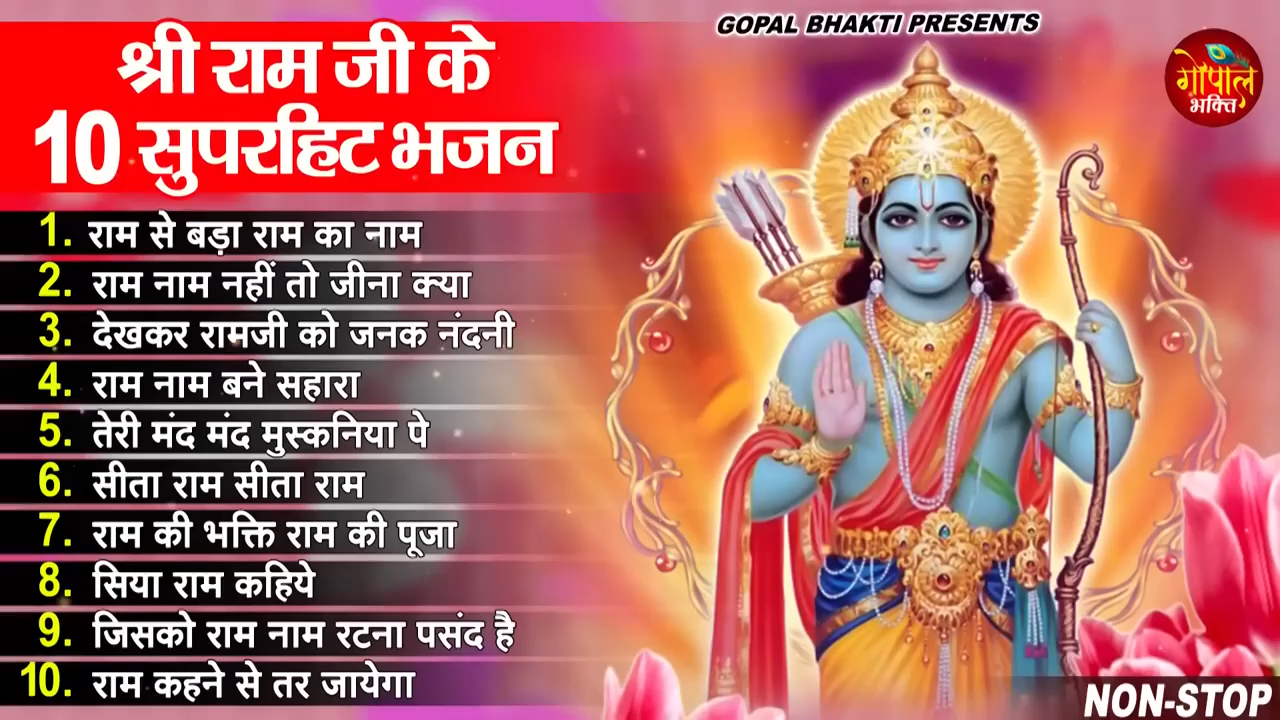 GOPAL BHAKTI PRESENTS
गोपाल
भक्ति
श्री राम जी के
10 सुपरहिट भजन
1. राम से बड़ा राम का नाम
2. राम नाम नहीं तो जीना क्या
3. देखकर रामजी को जनक नंदनी
4. राम नाम बने सहारा
5. तेरी मंद मंद मुस्कनिया पे
6. सीता राम सीता राम
7. राम की भक्ति राम की पूजा
8. सिया राम कहिये
9. जिसको राम नाम रटना पसंद है
10. राम कहने से तर जायेगा
NON-STOP